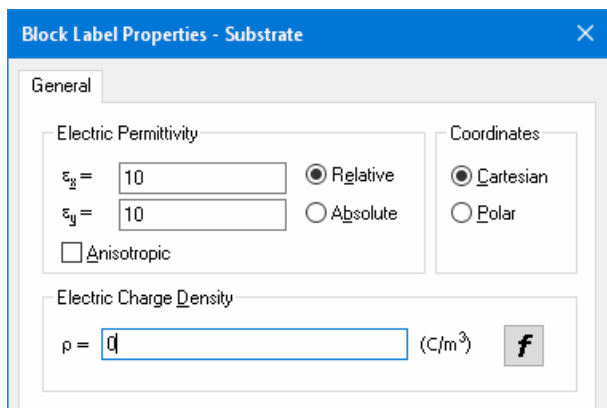 Block Label Properties - Substrate
General
Electric Permittivity
Coordinates
εx = 10
Relative
Cartesian
εy = 10
Absolute
Polar
Anisotropic
Electric Charge Density
ρ = 0 (C/m³) f